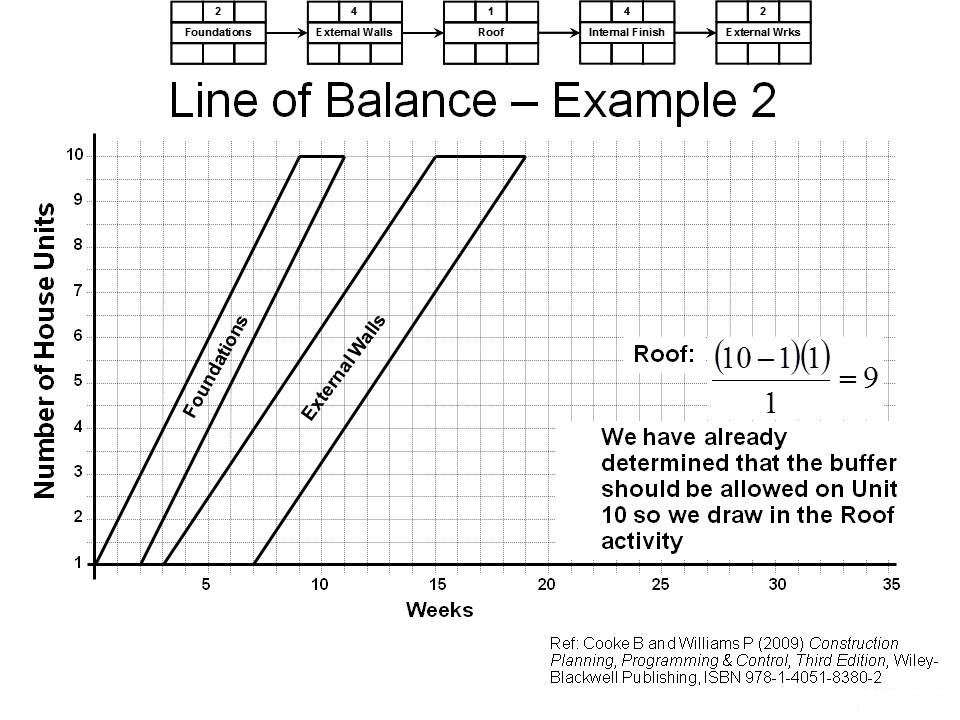 2 4 1 4 2
Foundations External Walls Roof Internal Finish External Wrks
Line of Balance – Example 2
Number of House Units
10
9
8
7
6
5
4
3
2
1
Foundations
External Walls
Roof: (10 – 1)(1)
= 9
1
We have already
determined that the buffer
should be allowed on Unit
10 so we draw in the Roof
activity
5 10 15 20 25 30 35
Weeks
Ref: Cooke B and Williams P (2009) Construction
Planning, Programming & Control, Third Edition, Wiley-
Blackwell Publishing, ISBN 978-1-4051-8380-2